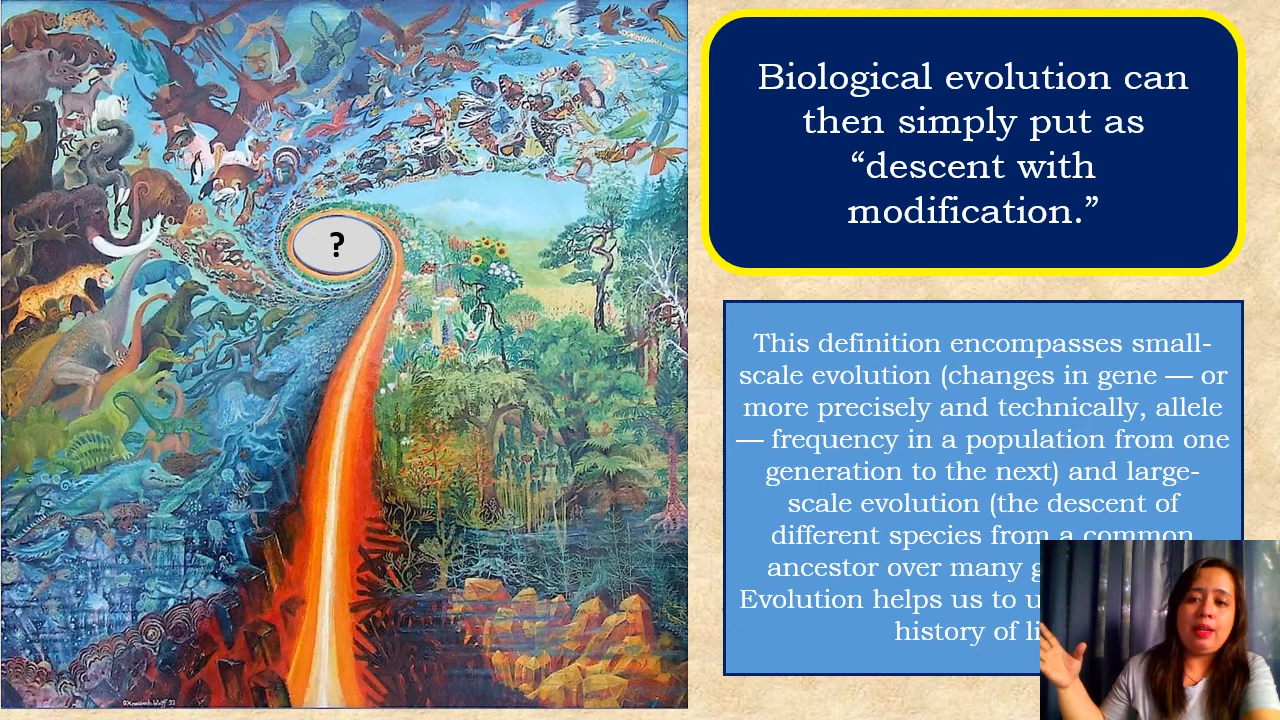 ?
Biological evolution can
then simply put as
“descent with
modification.”
This definition encompasses small-
scale evolution (changes in gene — or
more precisely and technically, allele
— frequency in a population from one
generation to the next) and large-
scale evolution (the descent of
different species from a common
ancestor over many
Evolution helps us to
history of